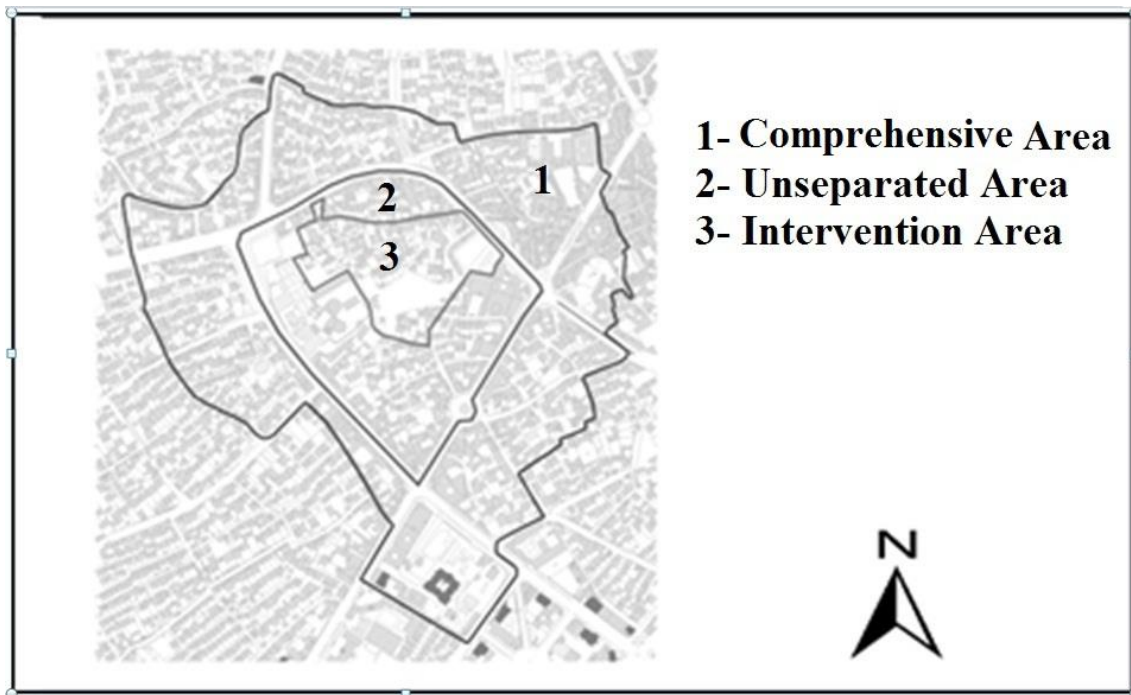 1
2
3
1- Comprehensive Area
2- Unseparated Area
3- Intervention Area
N